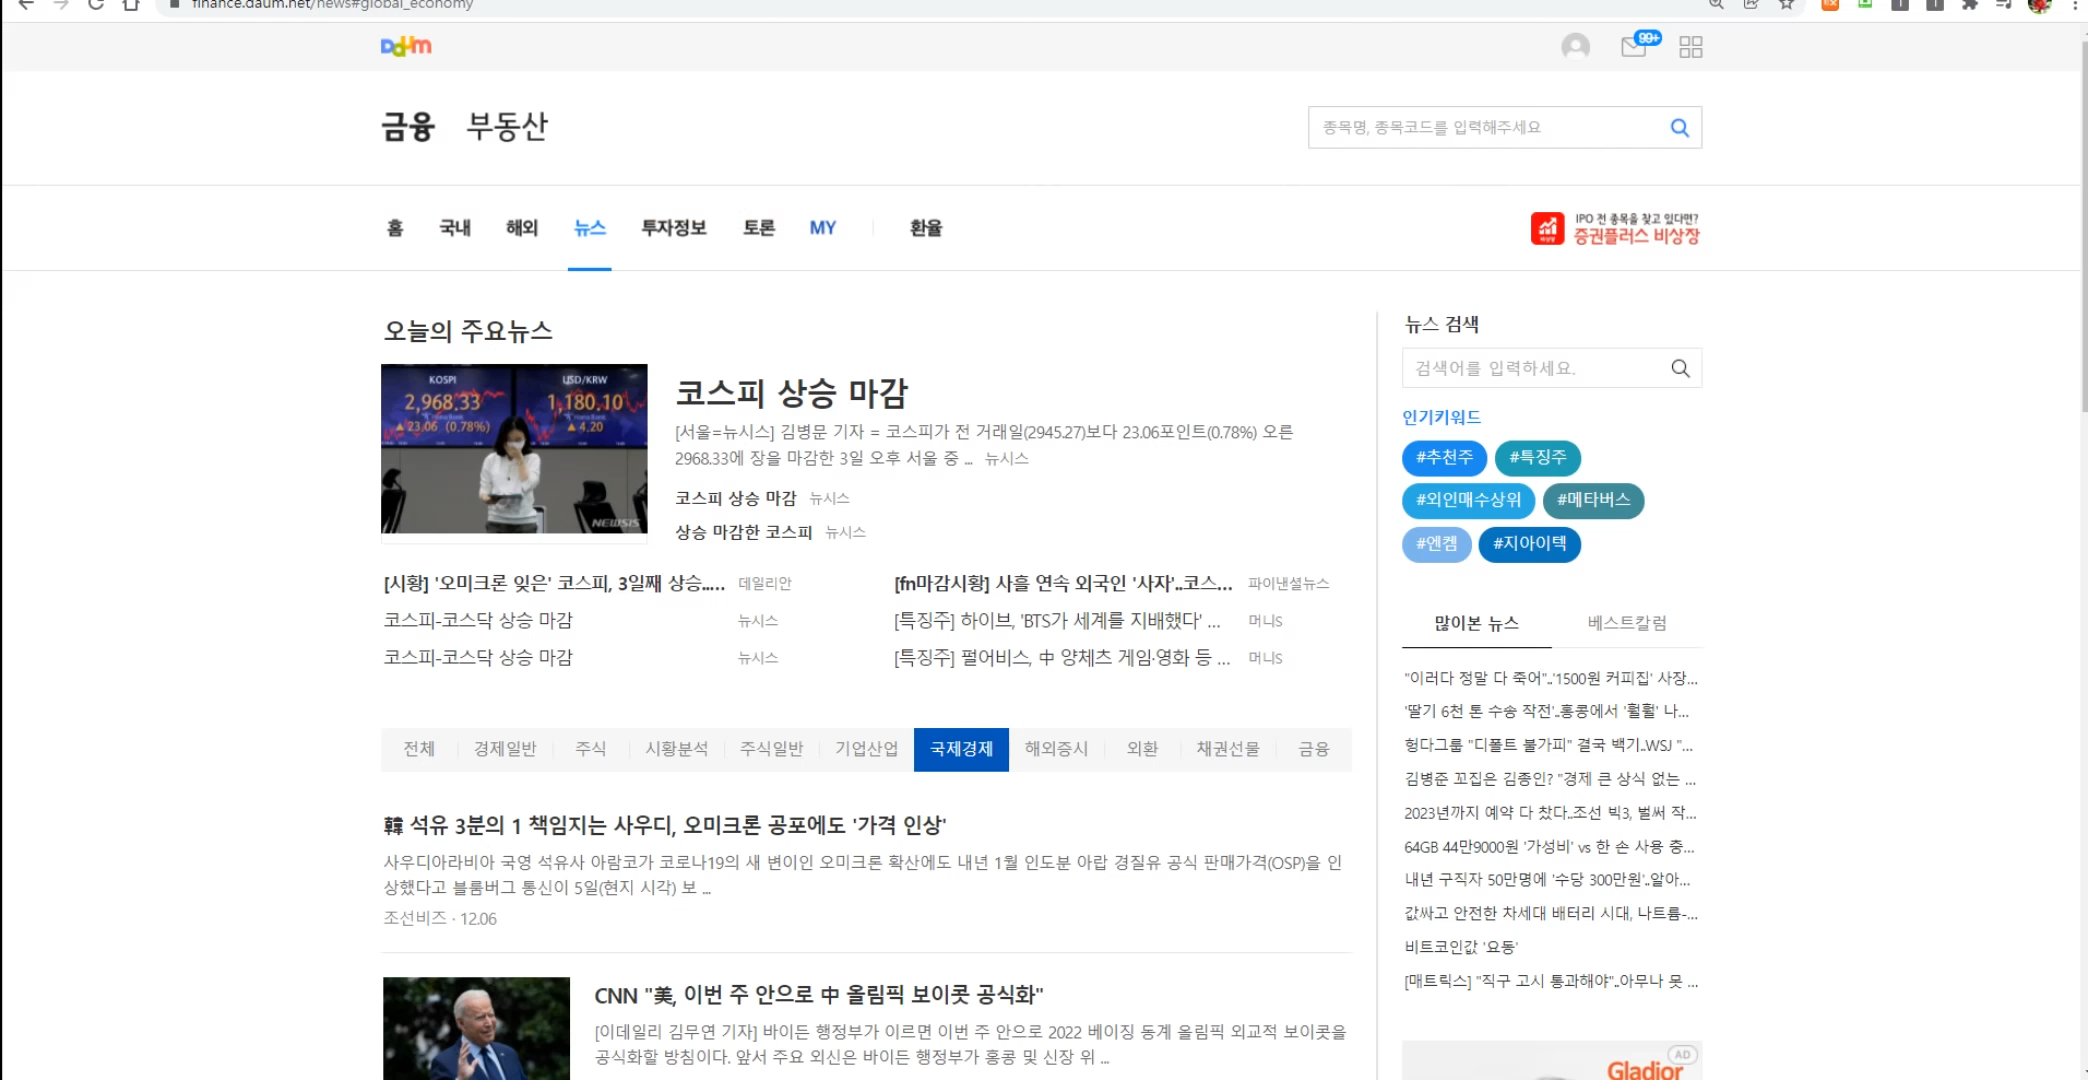 finance.daum.net/news#global_economy
Daum
99+
금융 부동산
종목명, 종목코드를 입력해주세요
홈 국내 해외 뉴스 투자정보 토론 MY 환율
IPO 전 종목을 찾고 있다면?
증권플러스 비상장
오늘의 주요뉴스
KOSPI
2,968.33
▲23.06 (0.78%)
USD/KRW
1,180.10
▲4.20
NEWSIS
코스피 상승 마감
[서울=뉴시스] 김병문 기자 = 코스피가 전 거래일(2945.27)보다 23.06포인트(0.78%) 오른
2968.33에 장을 마감한 3일 오후 서울 중 ... 뉴시스
코스피 상승 마감 뉴시스
상승 마감한 코스피 뉴시스
[시황] '오미크론 잊은' 코스피, 3일째 상승..... 데일리안
코스피-코스닥 상승 마감 뉴시스
코스피-코스닥 상승 마감 뉴시스
[fn마감시황] 사흘 연속 외국인 '사자'..코스... 파이낸셜뉴스
[특징주] 하이브, 'BTS가 세계를 지배했다' ... 머니S
[특징주] 펄어비스, 中 양체츠 게임·영화 등 ... 머니S
전체 경제일반 주식 시황분석 주식일반 기업산업 국제경제 해외증시 외환 채권선물 금융
韓 석유 3분의 1 책임지는 사우디, 오미크론 공포에도 '가격 인상'
사우디아라비아 국영 석유사 아람코가 코로나19의 새 변이인 오미크론 확산에도 내년 1월 인도분 아랍 경질유 공식 판매가격(OSP)을 인
상했다고 블룸버그 통신이 5일(현지 시각) 보 ...
조선비즈 · 12.06
CNN "美, 이번 주 안으로 中 올림픽 보이콧 공식화"
[이데일리 김무연 기자] 바이든 행정부가 이르면 이번 주 안으로 2022 베이징 동계 올림픽 외교적 보이콧을
공식화할 방침이다. 앞서 주요 외신은 바이든 행정부가 홍콩 및 신장 위 ...
뉴스 검색
검색어를 입력하세요.
인기키워드
#추천주 #특징주
#외인매수상위 #메타버스
#엔켐 #지아이텍
많이본 뉴스 베스트칼럼
"이러다 정말 다 죽어"..'1500원 커피집' 사장...
'딸기 6천 톤 수송 작전'..홍콩에서 '훨훨' 나...
헝다그룹 "디폴트 불가피" 결국 백기..WSJ "...
김병준 꼬집은 김종인? "경제 큰 상식 없는 ...
2023년까지 예약 다 찼다..조선 빅3, 벌써 작...
64GB 44만9000원 '가성비' vs 한 손 사용 중...
내년 구직자 50만명에 '수당 300만원'..알아...
값싸고 안전한 차세대 배터리 시대, 나트륨-...
비트코인값 '요동'
[매트릭스] "직구 고시 통과해야"..아무나 못 ...
AD
Gladior